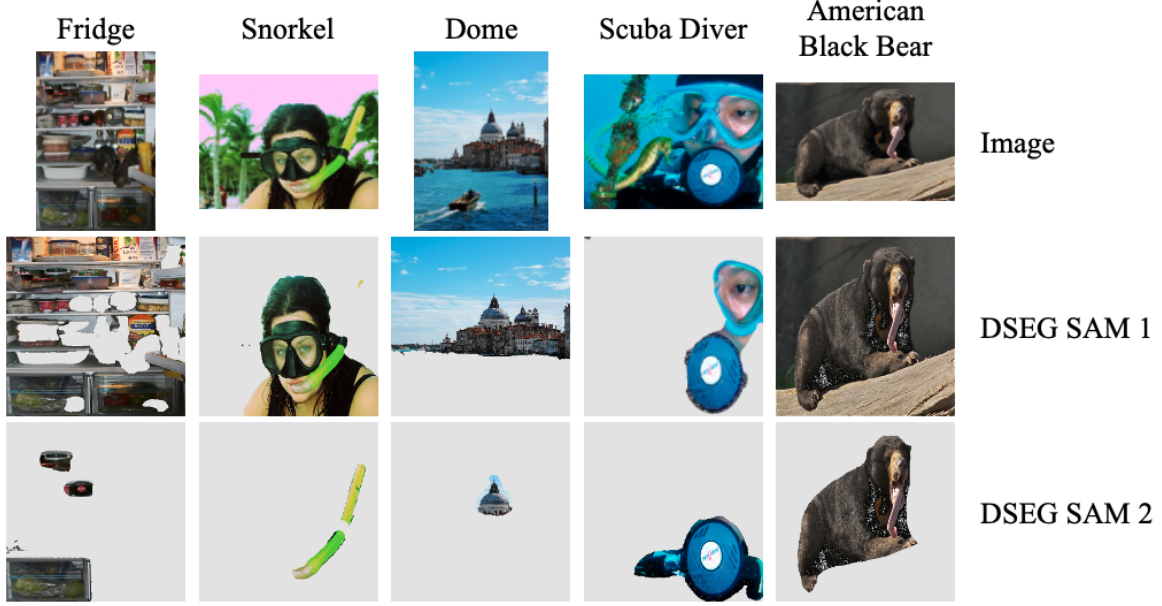 Fridge
Snorkel
Dome
Scuba Diver
American
Black Bear
Image
DSEG SAM 1
DSEG SAM 2